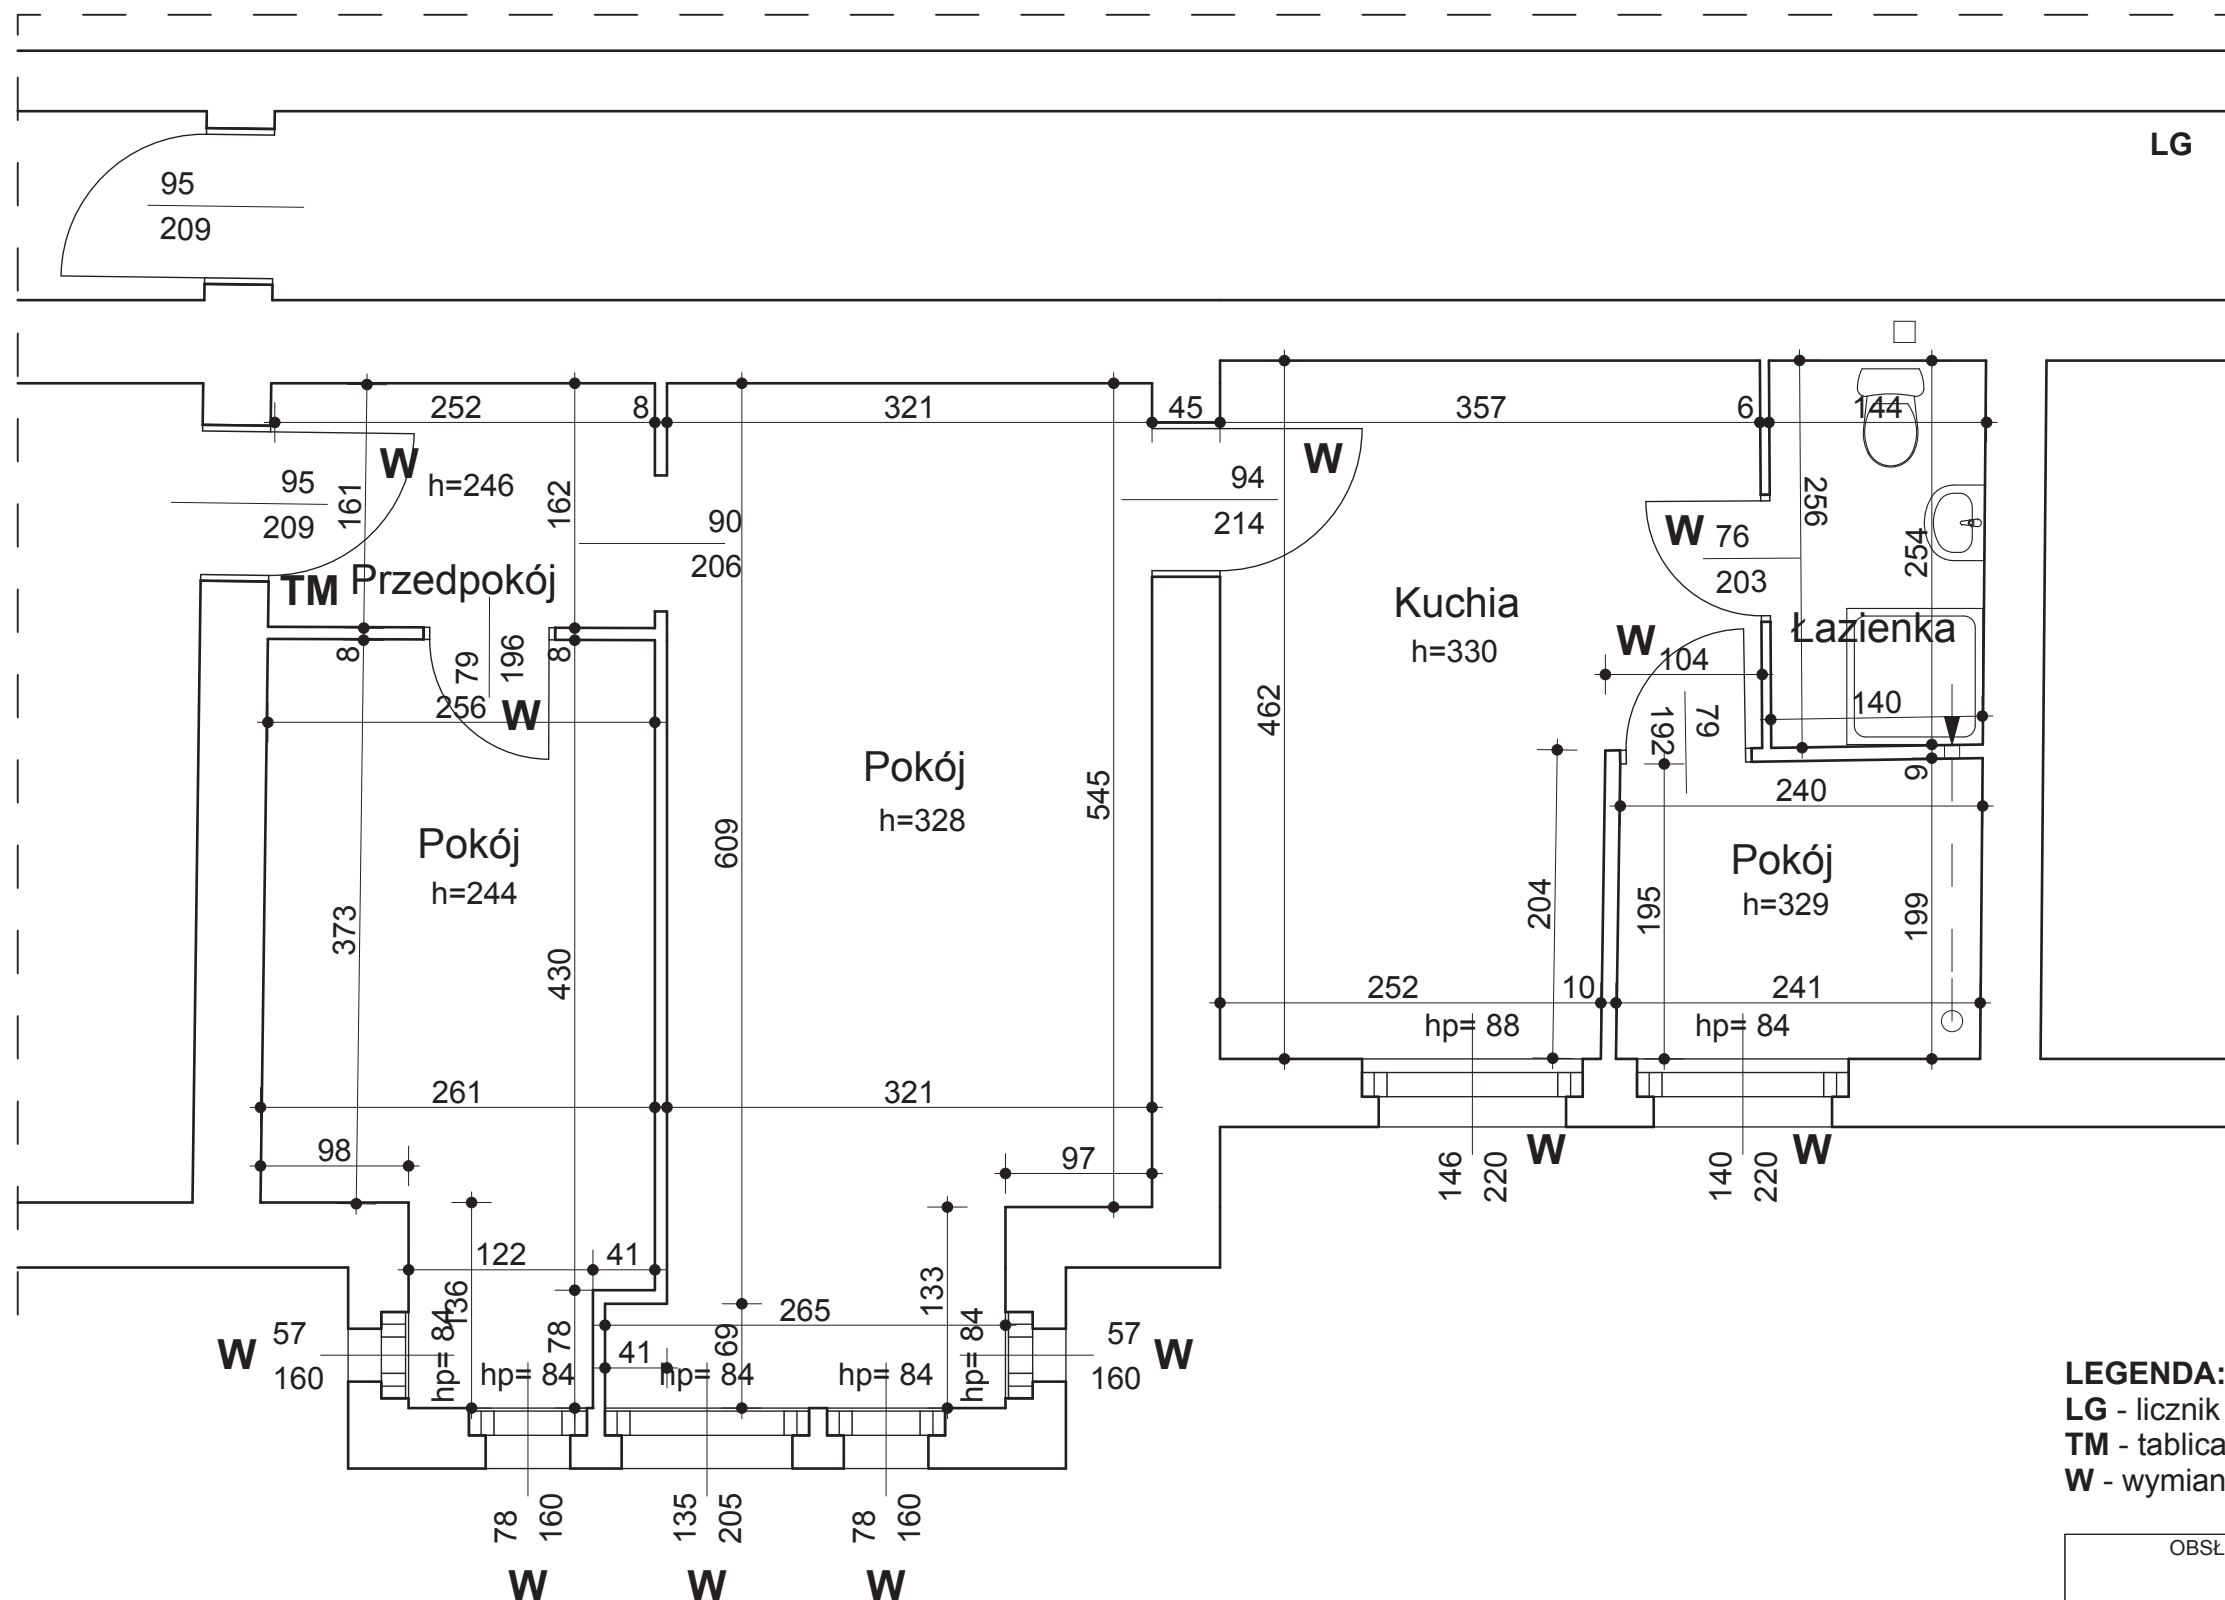 LG
95
209
252
8
321
45
357
6
144
W
h=246
95
209
161
162
90
206
W
94
214
W
76
203
256
254
TM
Przedpokój
8
79
196
8
256
W
Kuchia
h=330
W
104
Łazienka
140
462
79
192
9
240
Pokój
h=244
Pokój
h=328
609
545
373
430
204
195
Pokój
h=329
199
252
10
241
hp= 88
hp= 84
261
321
98
97
146
220
W
140
220
W
122
41
136
133
265
78
69
41
W
57
160
hp= 84
hp= 84
hp= 84
hp= 84
hp= 84
57
160
W
78
160
135
205
78
160
W
W
W
LEGENDA:
LG - licznik
TM - tablica
W - wymian
OBSŁ